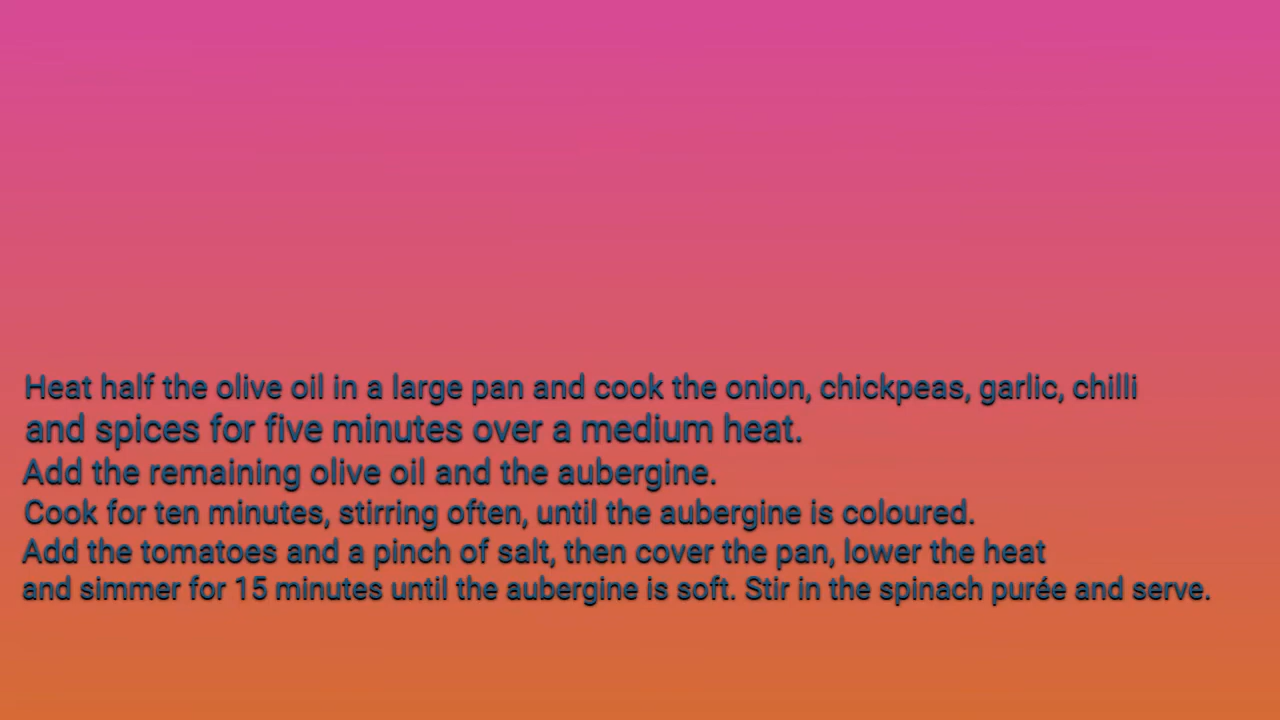 Heat half the olive oil in a large pan and cook the onion, chickpeas, garlic, chilli
and spices for five minutes over a medium heat.
Add the remaining olive oil and the aubergine.
Cook for ten minutes, stirring often, until the aubergine is coloured.
Add the tomatoes and a pinch of salt, then cover the pan, lower the heat
and simmer for 15 minutes until the aubergine is soft. Stir in the spinach purée and serve.